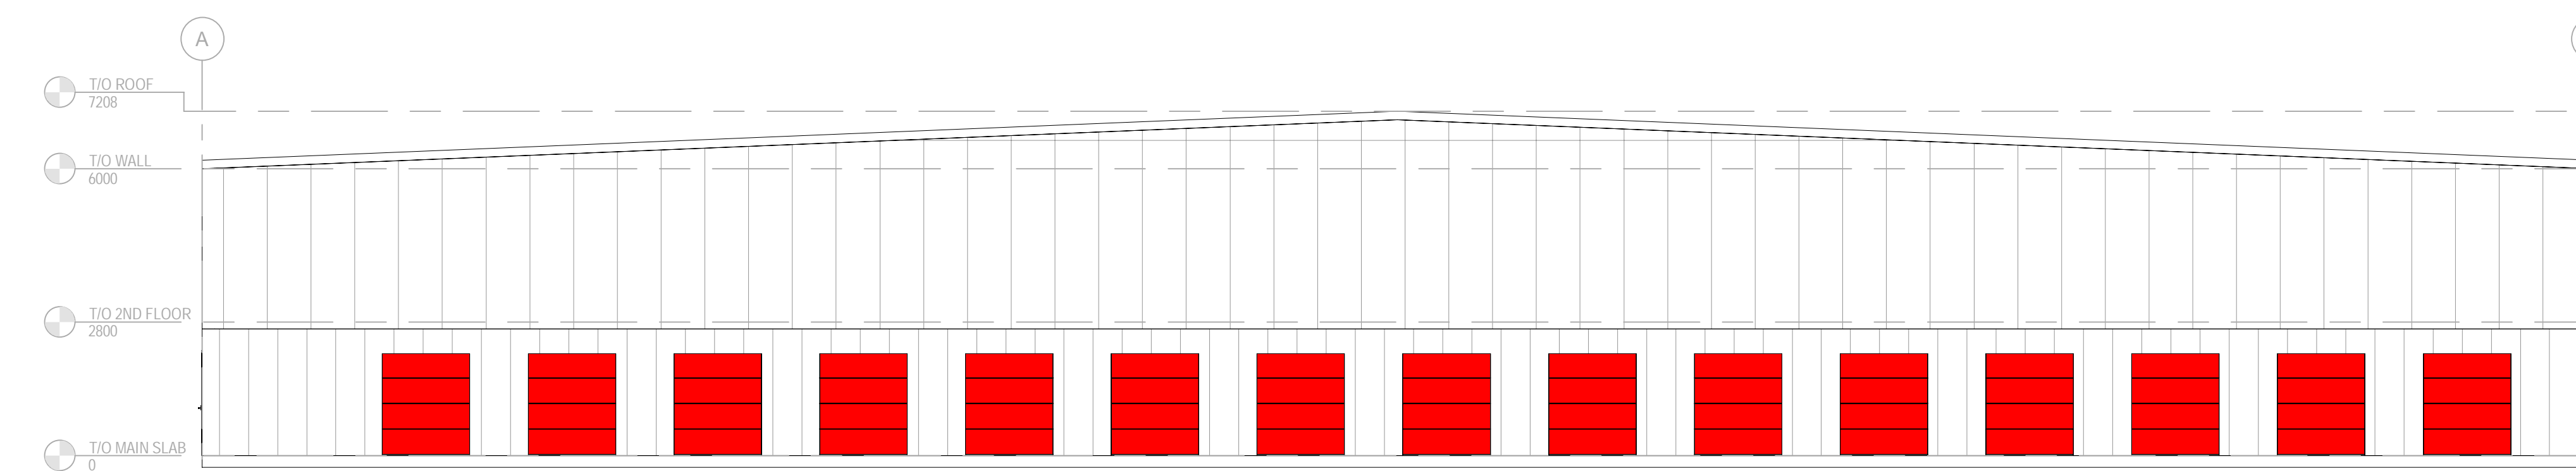 A
T/O ROOF
7208
T/O WALL
6000
T/O 2ND FLOOR
2800
T/O MAIN SLAB
0